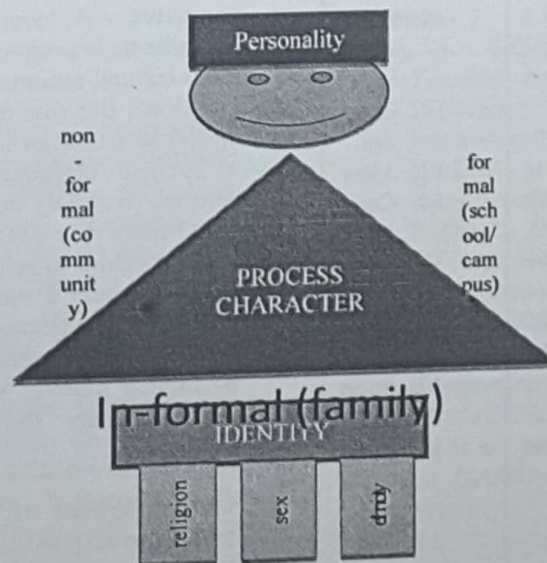 Personality
non
-
for
mal
(co
mm
unit
y)
for
mal
(sch
ool/
cam
pus)
PROCESS
CHARACTER
In-formal (family)
IDENTITY
religion
sex